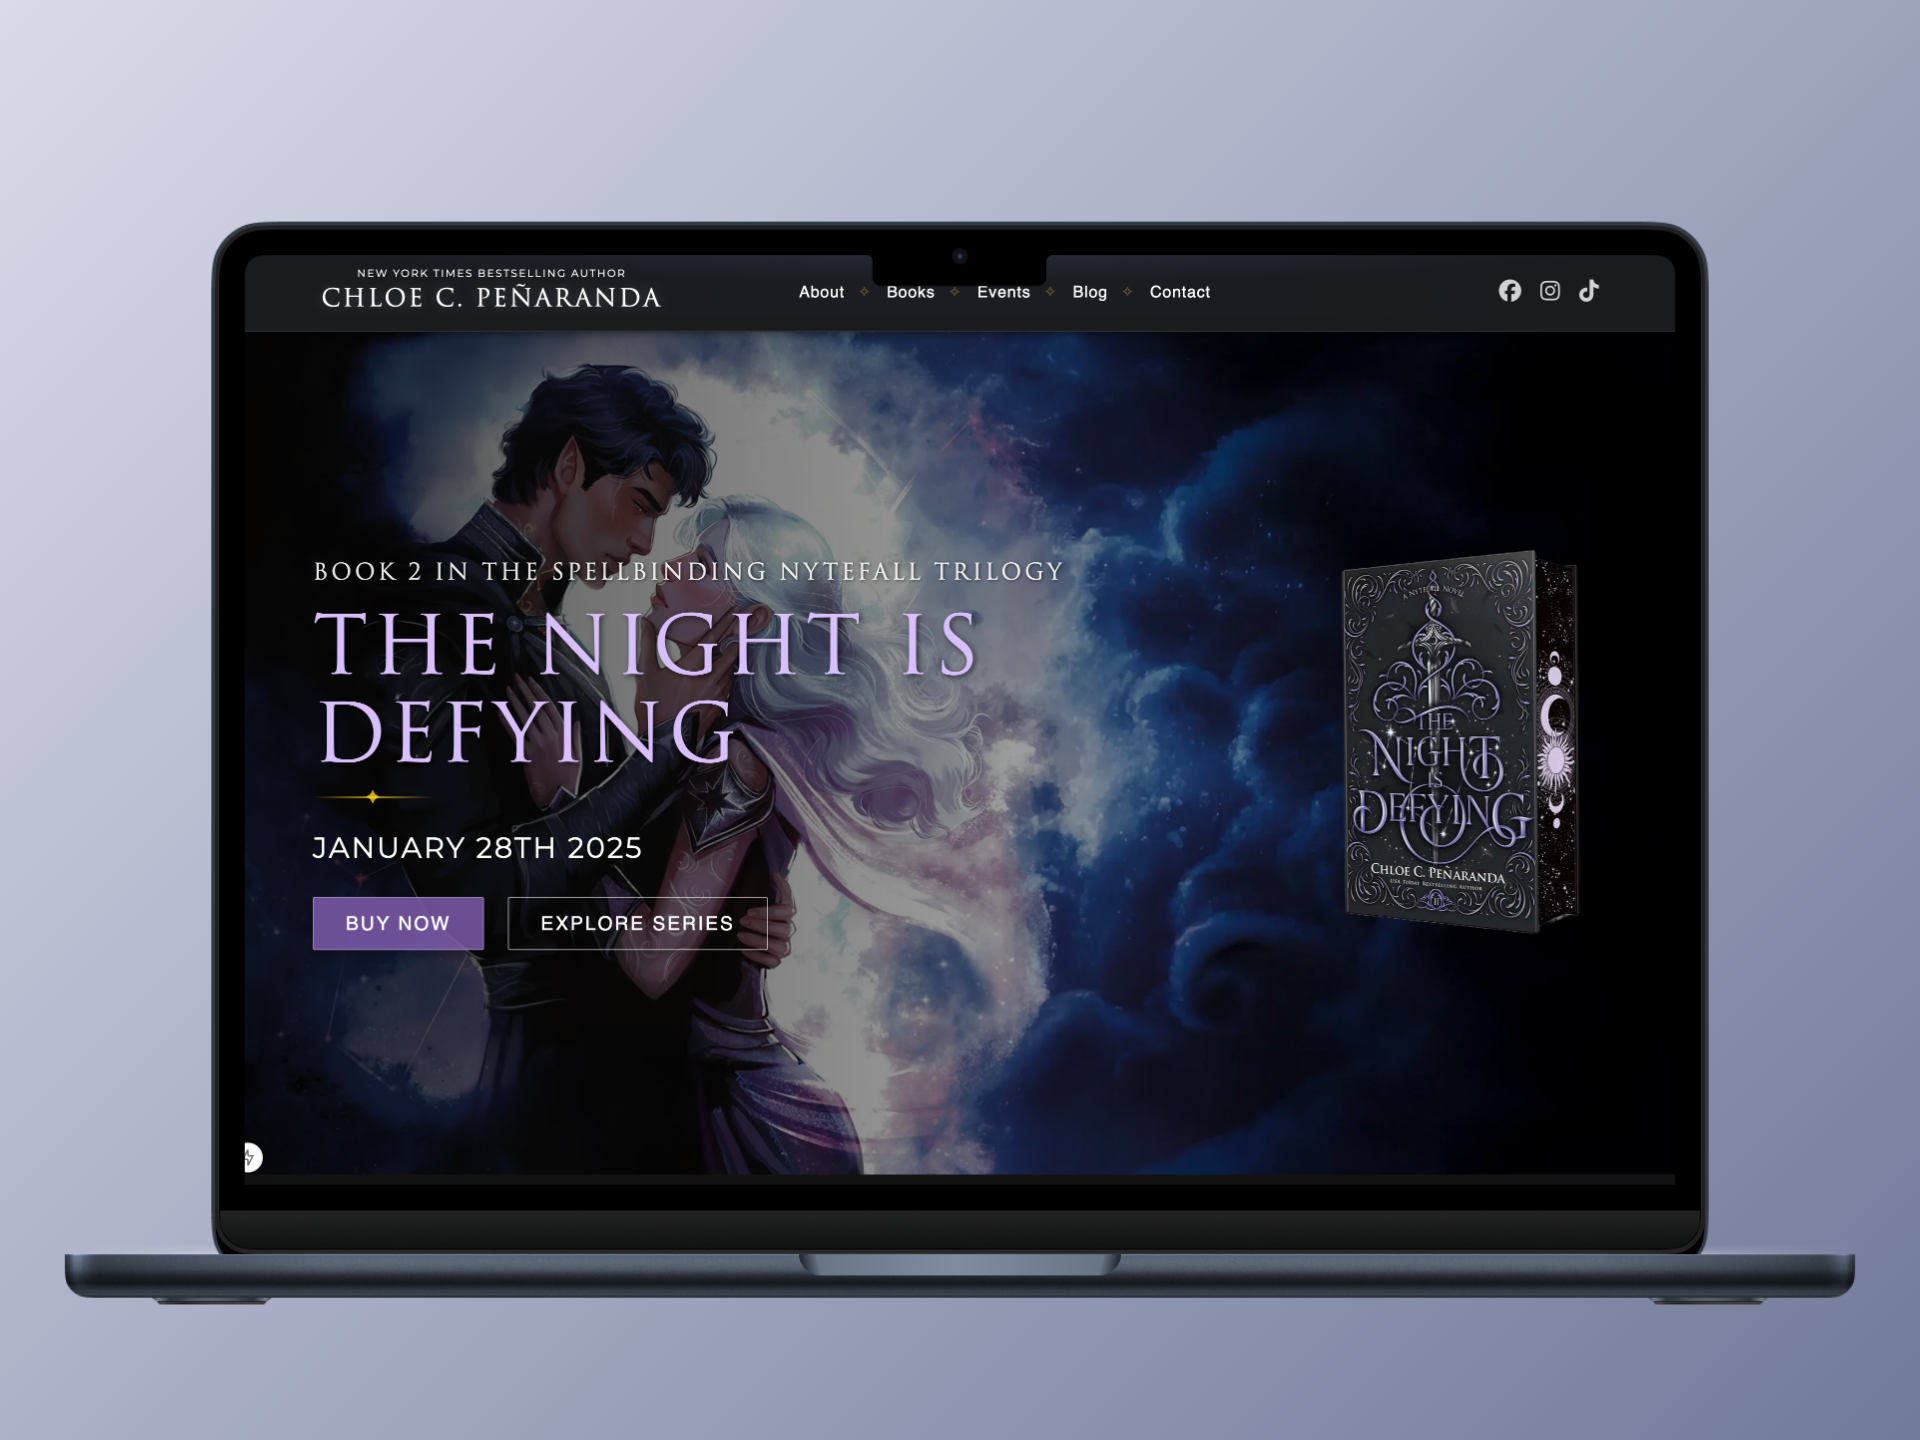 NEW YORK TIMES BESTSELLING AUTHOR
CHLOE C. PEÑARANDA
About Books Events Blog Contact
BOOK 2 IN THE SPELLBINDING NYTEFALL TRILOGY
THE NIGHT IS
DEFYING
JANUARY 28TH 2025
BUY NOW
EXPLORE SERIES
A NYTEFALL NOVEL
THE
NIGHT
IS
DEFYING
CHLOE C. PEÑARANDA
USA TODAY BESTSELLING AUTHOR
II